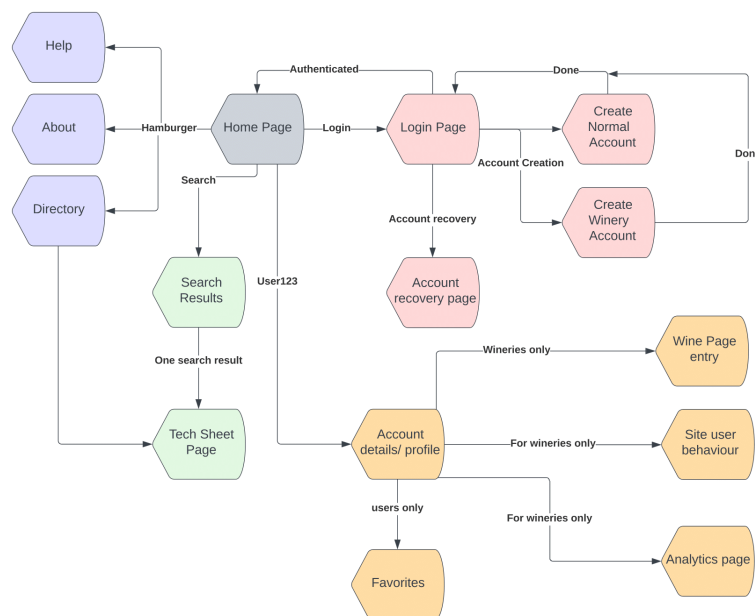 Help
Authenticated
Done
About
Hamburger
Home Page
Login
Login Page
Create
Normal
Account
Account Creation
Don
Search
Directory
Account recovery
Create
Winery
Account
Search
Results
User123
Account
recovery page
Wineries only
Wine Page
entry
One search result
Tech Sheet
Page
Account
details/ profile
For wineries only
Site user
behaviour
users only
For wineries only
Favorites
Analytics page